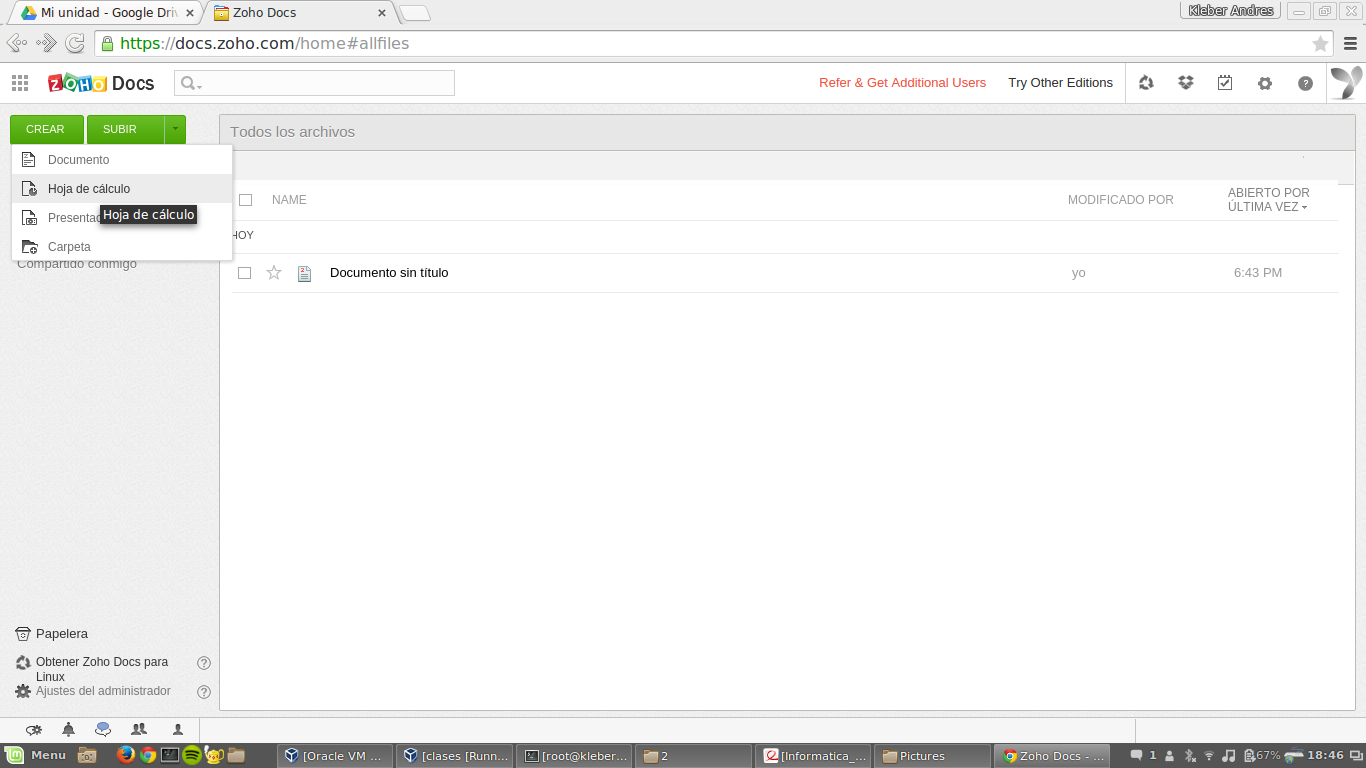 Mi unidad - Google Dri
Zoho Docs
Kleber Andres
https://docs.zoho.com/home#allfiles
ZOHO Docs
Refer & Get Additional Users
Try Other Editions
CREAR
SUBIR
Todos los archivos
Documento
Hoja de cálculo
Hoja de cálculo
Carpeta
Compartido conmigo
NAME
MODIFICADO POR
ABIERTO POR
ÚLTIMA VEZ
HOY
Documento sin título
yo
6:43 PM
Papelera
Obtener Zoho Docs para
Linux
Ajustes del administrador
Menu
[Oracle VM ...
[clases [Runn...
[root@kleber...
2
[Informatica_...
Pictures
Zoho Docs - ...
1
67%
18:46